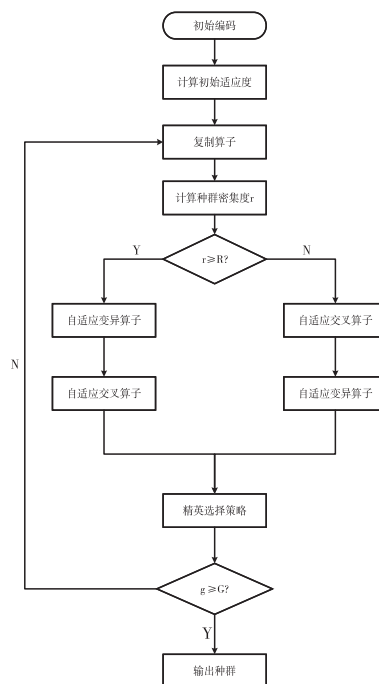 初始编码
计算初始适应度
复制算子
计算种群密集度r
r≥R?
Y
N
自适应变异算子
自适应交叉算子
自适应交叉算子
自适应变异算子
N
精英选择策略
g≥G?
Y
输出种群